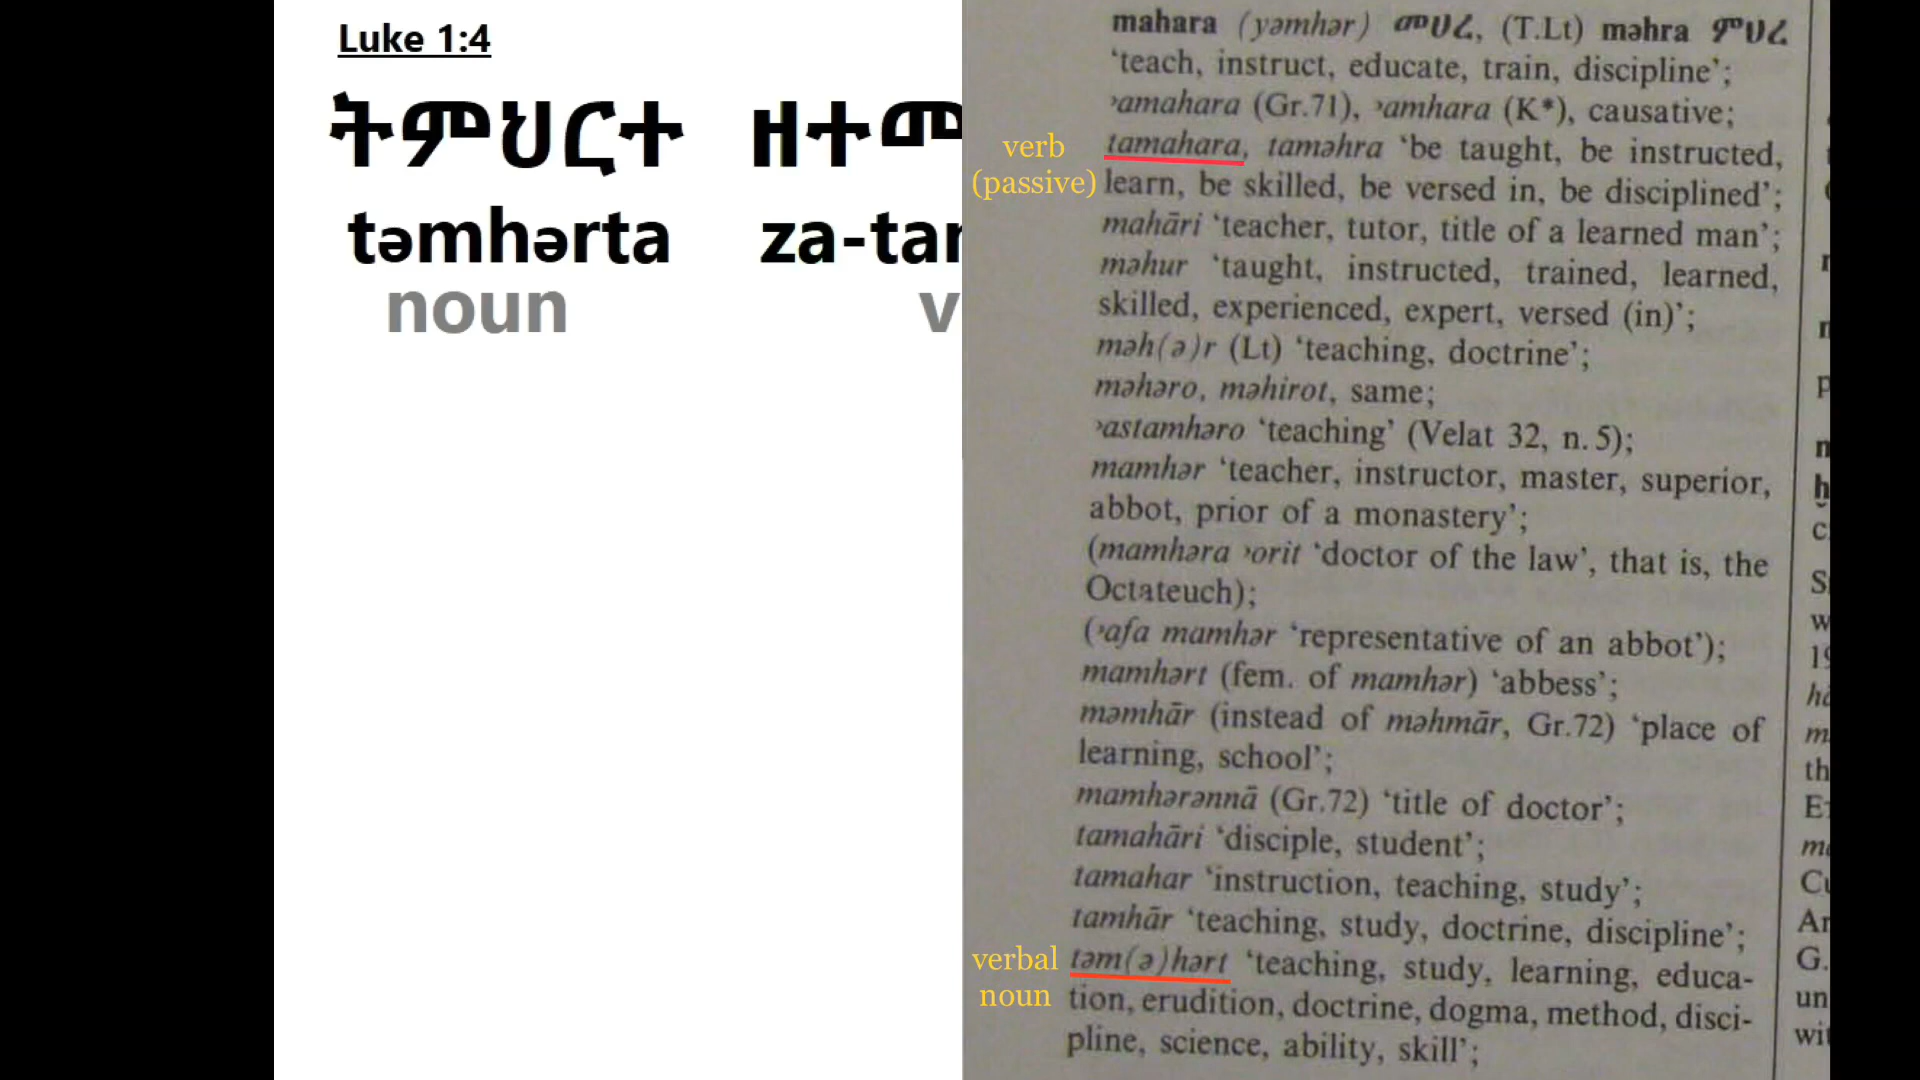 Luke 1:4
ትምህርተ ዘተመ
təmhərta za-tam
noun v
verb
(passive)
mahara (yəmhər) መሀረ, (T.Lt) məhra ምህረ
‘teach, instruct, educate, train, discipline’;
ʾamahara (Gr.71), ʾamhara (K*), causative;
tamahara, taməhra ‘be taught, be instructed,
learn, be skilled, be versed in, be disciplined’;
mahāri ‘teacher, tutor, title of a learned man’;
məhur ‘taught, instructed, trained, learned,
skilled, experienced, expert, versed (in)’;
məh(ə)r (Lt) ‘teaching, doctrine’;
məhəro, məhirot, same;
ʾastamhəro ‘teaching’ (Velat 32, n. 5);
mamhər ‘teacher, instructor, master, superior,
abbot, prior of a monastery’;
(mamhəra ʾorit ‘doctor of the law’, that is, the
Octateuch);
(ʾafa mamhər ‘representative of an abbot’);
mamhərt (fem. of mamhər) ‘abbess’;
məmhār (instead of məhmār, Gr.72) ‘place of
learning, school’;
mamhərənnā (Gr.72) ‘title of doctor’;
tamahāri ‘disciple, student’;
tamahar ‘instruction, teaching, study’;
tamhār ‘teaching, study, doctrine, discipline’;
verbal
noun
təm(ə)hərt ‘teaching, study, learning, educa-
tion, erudition, doctrine, dogma, method, disci-
pline, science, ability, skill’;